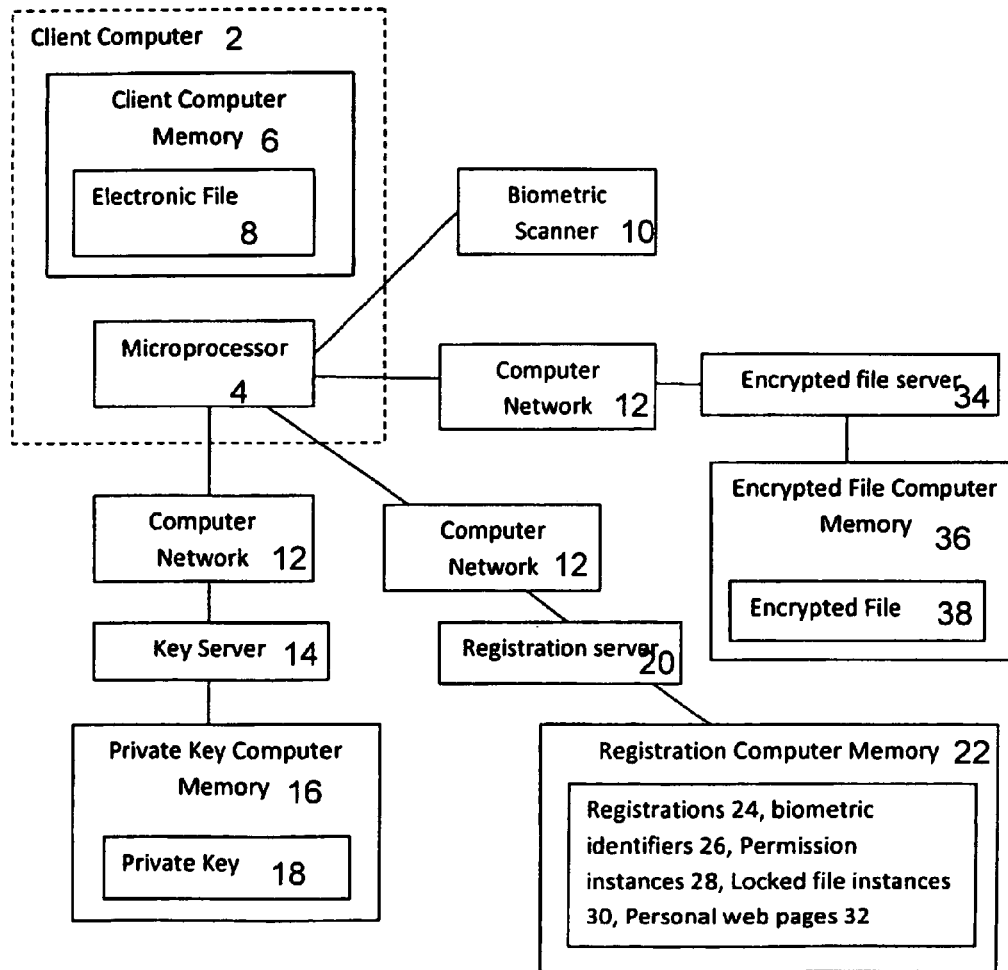 Client Computer 2
Client Computer
Memory 6
Electronic File
8
Biometric
Scanner 10
Microprocessor
4
Computer
Network 12
Encrypted file server
34
Encrypted File Computer
Memory 36
Encrypted File 38
Computer
Network 12
Computer
Network 12
Key Server 14
Registration server
20
Private Key Computer
Memory 16
Private Key 18
Registration Computer Memory 22
Registrations 24, biometric
identifiers 26, Permission
instances 28, Locked file instances
30, Personal web pages 32